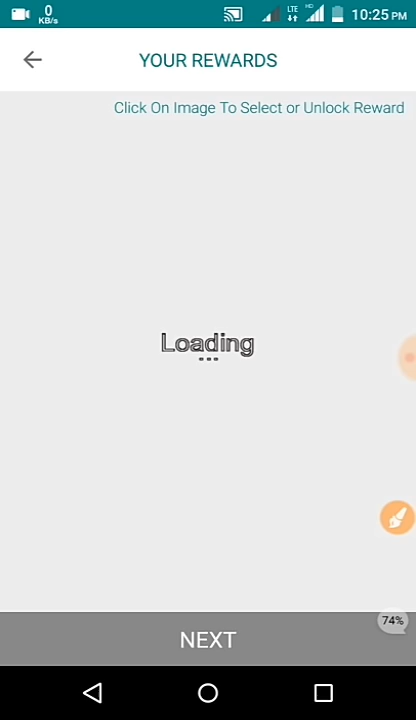 0
KB/s
LTE
HD
10:25 PM
YOUR REWARDS
Click On Image To Select or Unlock Reward
Loading
...
74%
NEXT